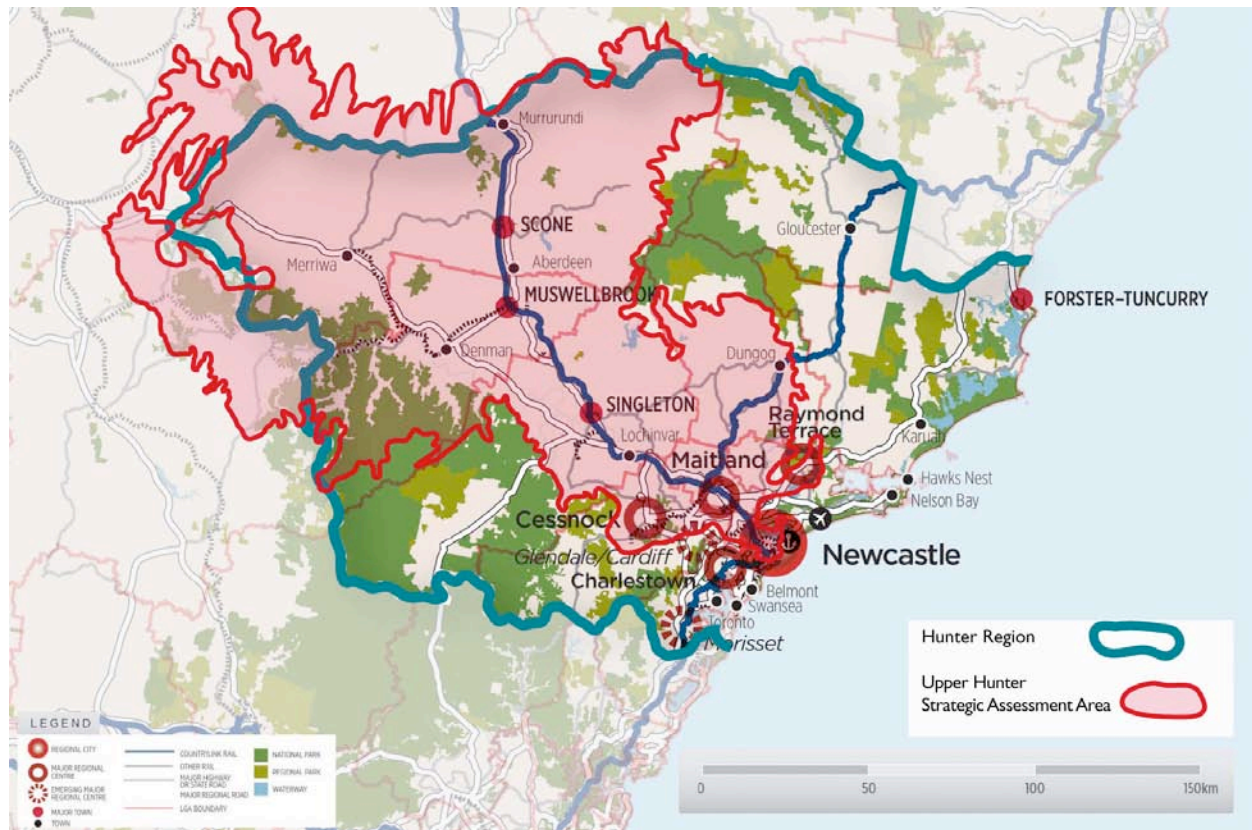 Murrurundi
SCONE
Gloucester
Merriwa
Aberdeen
MUSWELLBROOK
FORSTER–TUNCURRY
Denman
Dungog
SINGLETON
Raymond
Terrace
Lochinvar
Karuah
Maitland
Hawks Nest
Nelson Bay
Cessnock
Glendale/Cardiff
Newcastle
Charlestown
Belmont
Swansea
Toronto
Morisset
Hunter Region
Upper Hunter
Strategic Assessment Area
LEGEND
REGIONAL CITY
MAJOR REGIONAL
CENTRE
EMERGING MAJOR
REGIONAL CENTRE
MAJOR TOWN
TOWN
COUNTRYLINK RAIL
OTHER RAIL
MAJOR HIGHWAY
OR STATE ROAD
MAJOR REGIONAL ROAD
LGA BOUNDARY
NATIONAL PARK
REGIONAL PARK
WATERWAY
0 50 100 150km